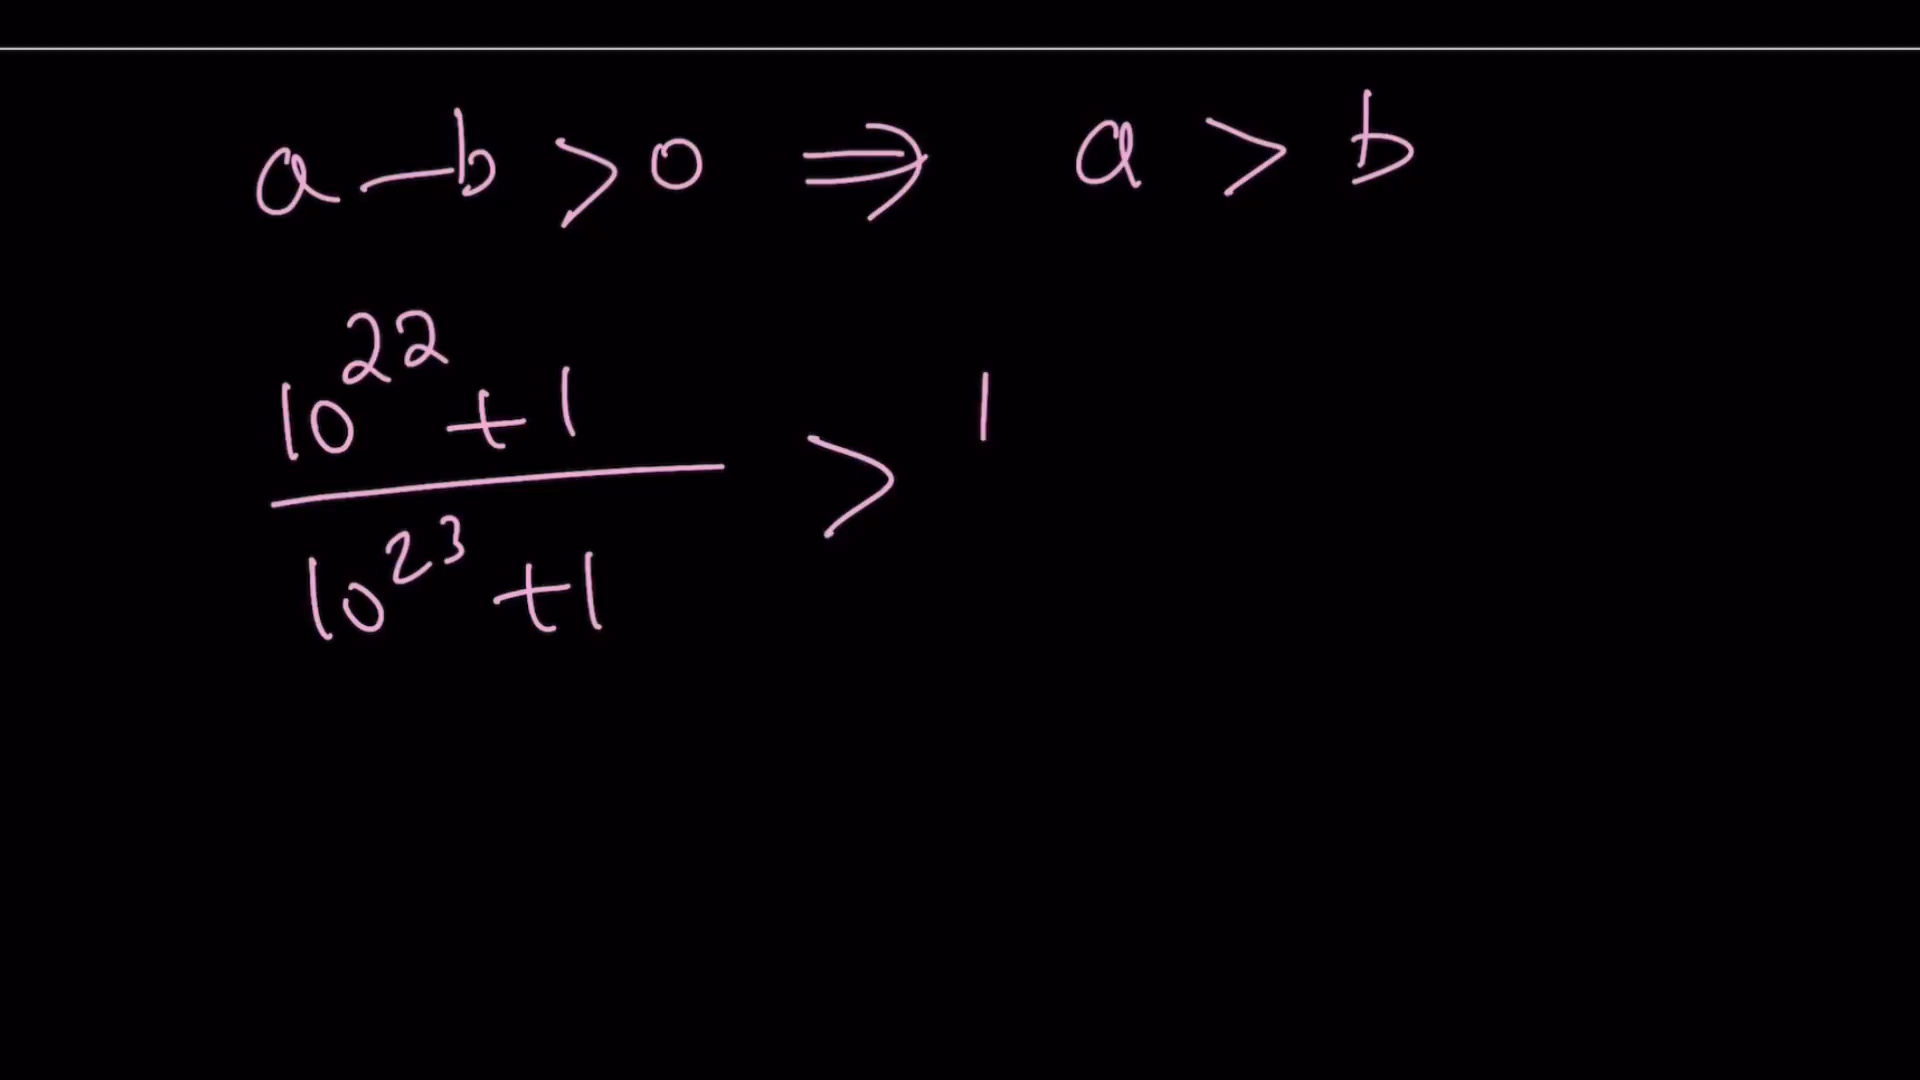 a - b > 0 ⇒ a > b
10^22 + 1
10^23 + 1
> 1